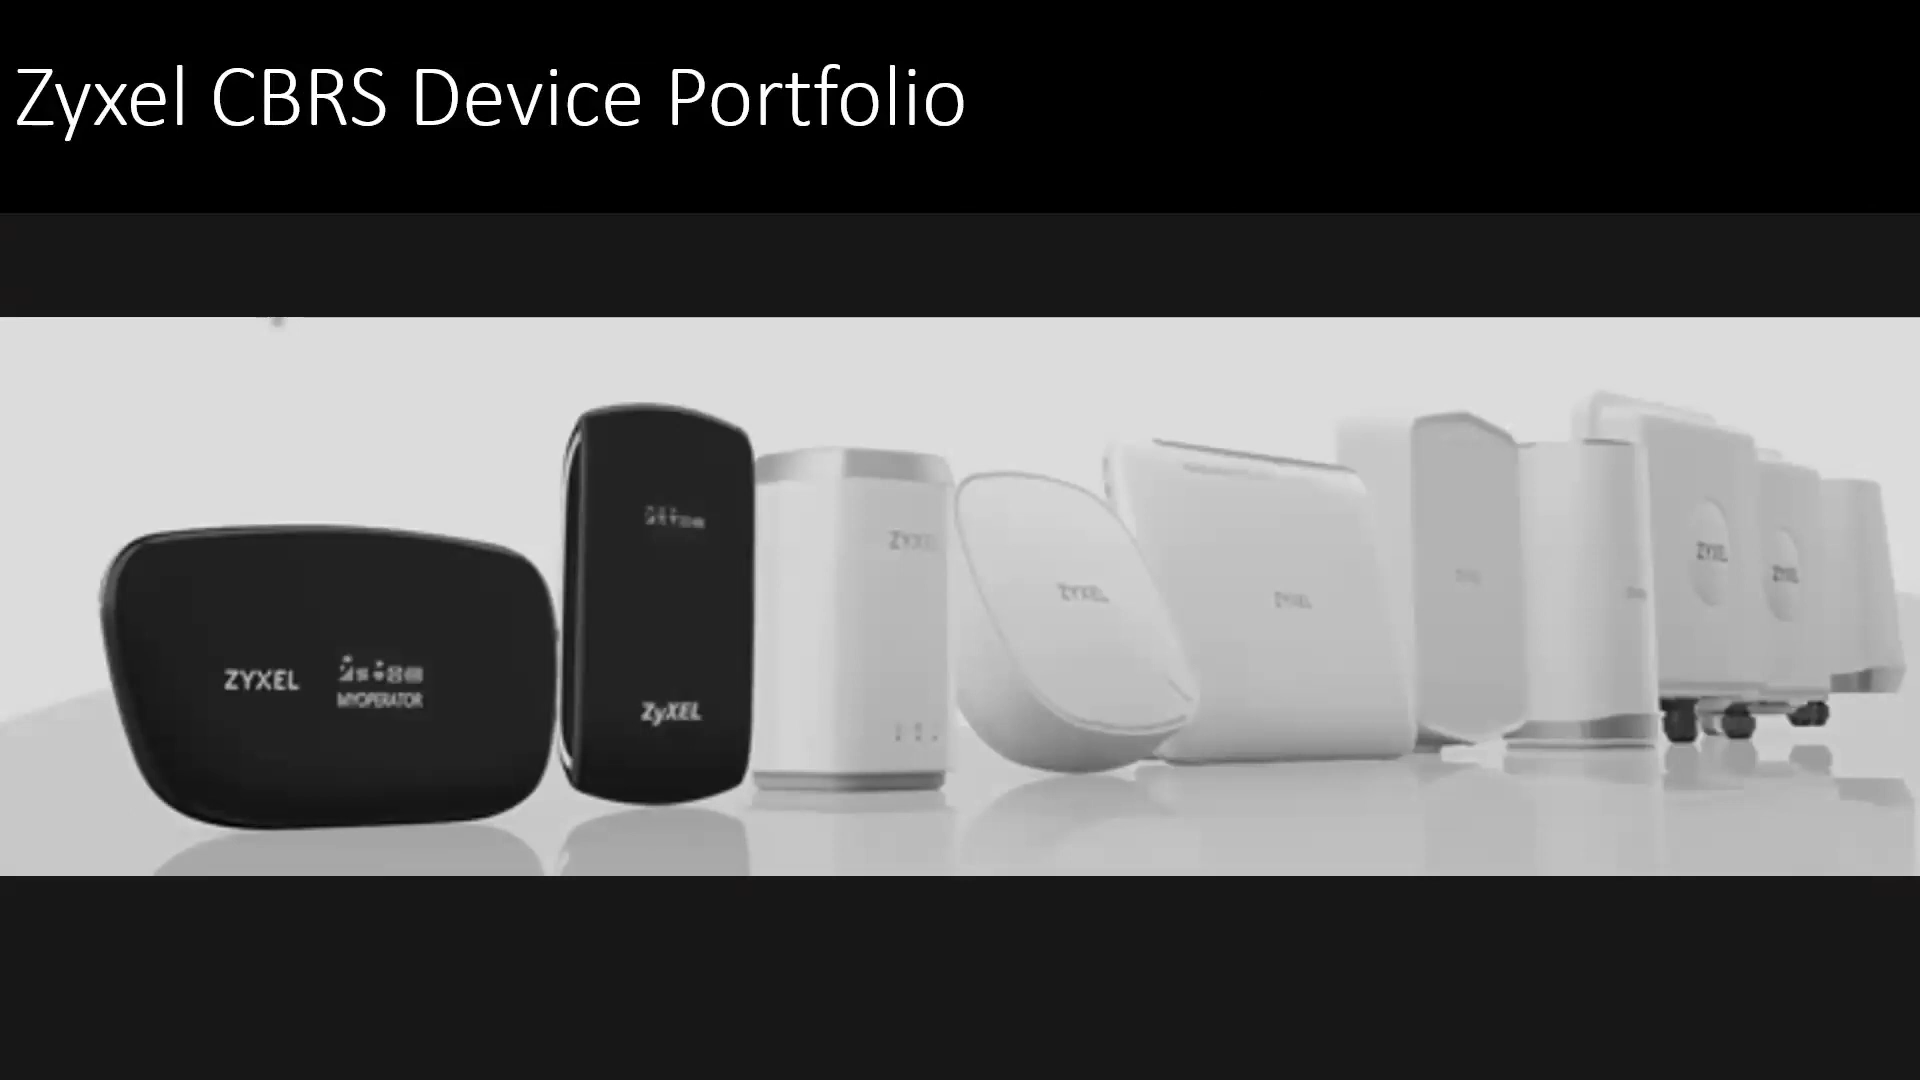 Zyxel CBRS Device Portfolio
ZYXEL
MYOPERATOR
ZyXEL
ZYXEL
ZYXEL
ZYXEL
ZYXEL
ZYXEL